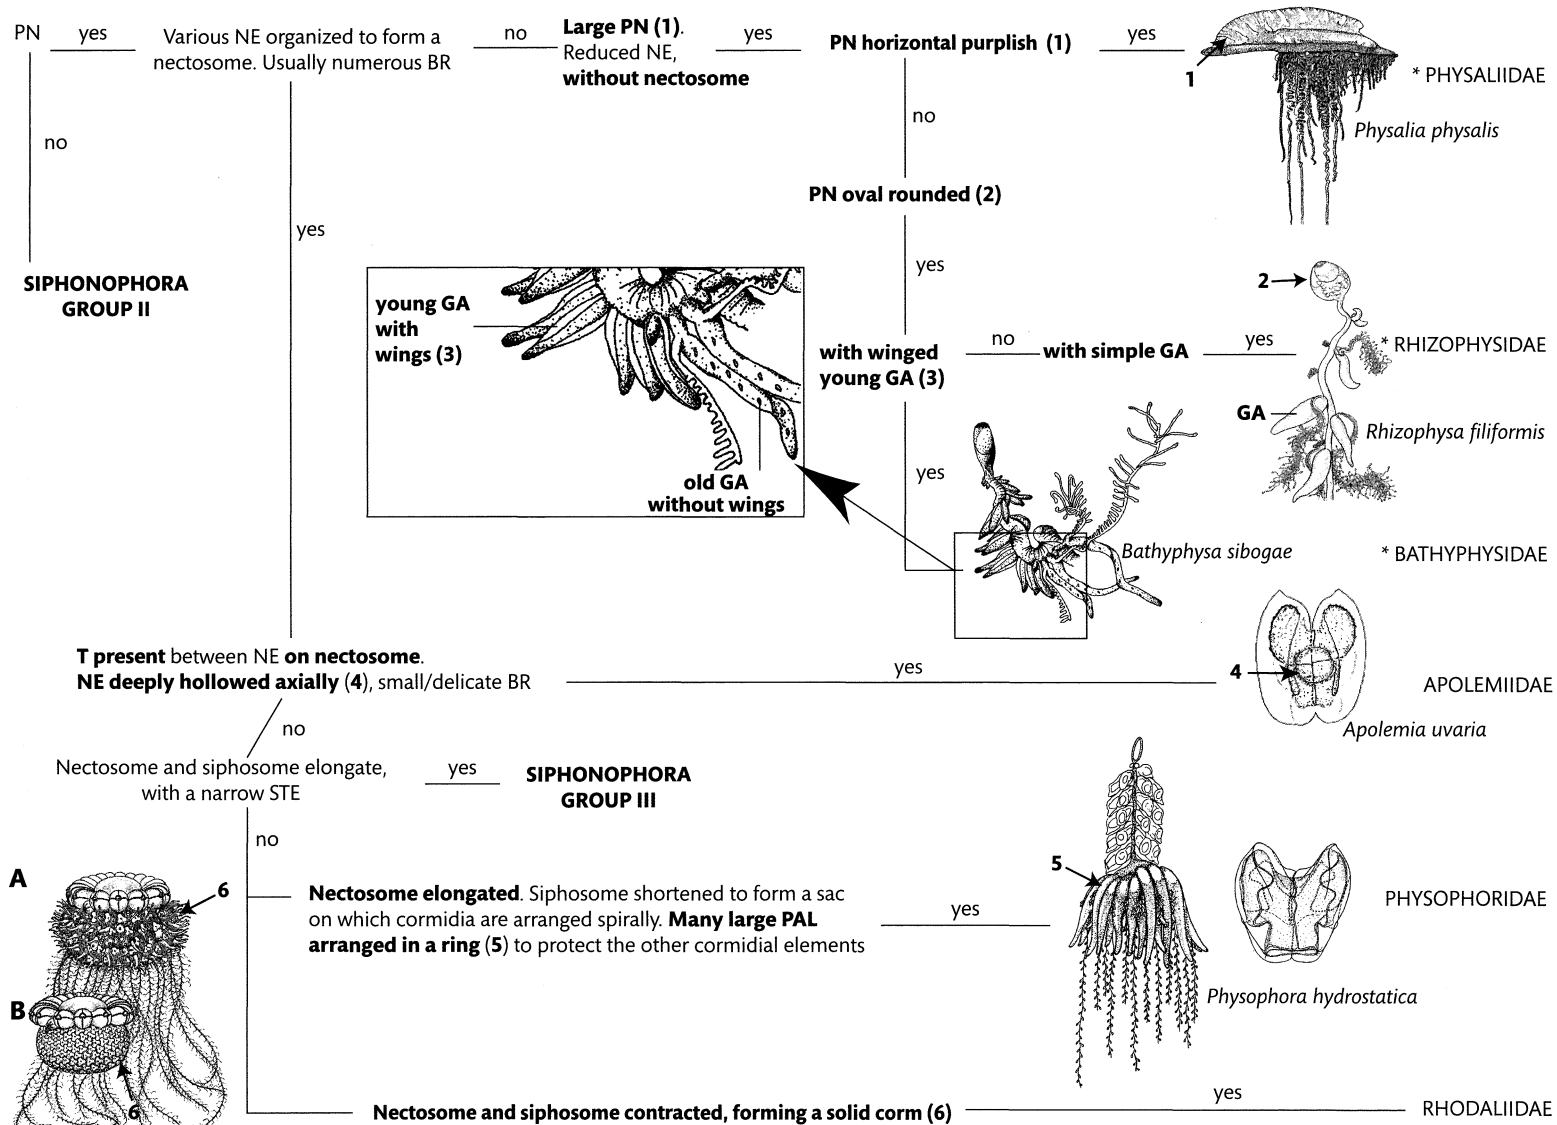 PN
yes
Various NE organized to form a
nectosome. Usually numerous BR
no
Large PN (1).
Reduced NE,
without nectosome
yes
PN horizontal purplish (1)
yes
1
* PHYSALIIDAE
Physalia physalis
no
no
PN oval rounded (2)
yes
yes
SIPHONOPHORA
GROUP II
2
young GA
with
wings (3)
old GA
without wings
with winged
young GA (3)
no
with simple GA
yes
* RHIZOPHYSIDAE
GA
Rhizophysa filiformis
yes
Bathyphysa sibogae
* BATHYPHYSIDAE
T present between NE on nectosome.
NE deeply hollowed axially (4), small/delicate BR
yes
4
APOLEMIIDAE
Apolemia uvaria
no
Nectosome and siphosome elongate,
with a narrow STE
yes
SIPHONOPHORA
GROUP III
no
A
6
Nectosome elongated. Siphosome shortened to form a sac
on which cormidia are arranged spirally. Many large PAL
arranged in a ring (5) to protect the other cormidial elements
yes
5
PHYSOPHORIDAE
Physophora hydrostatica
B
6
Nectosome and siphosome contracted, forming a solid corm (6)
yes
RHODALIIDAE